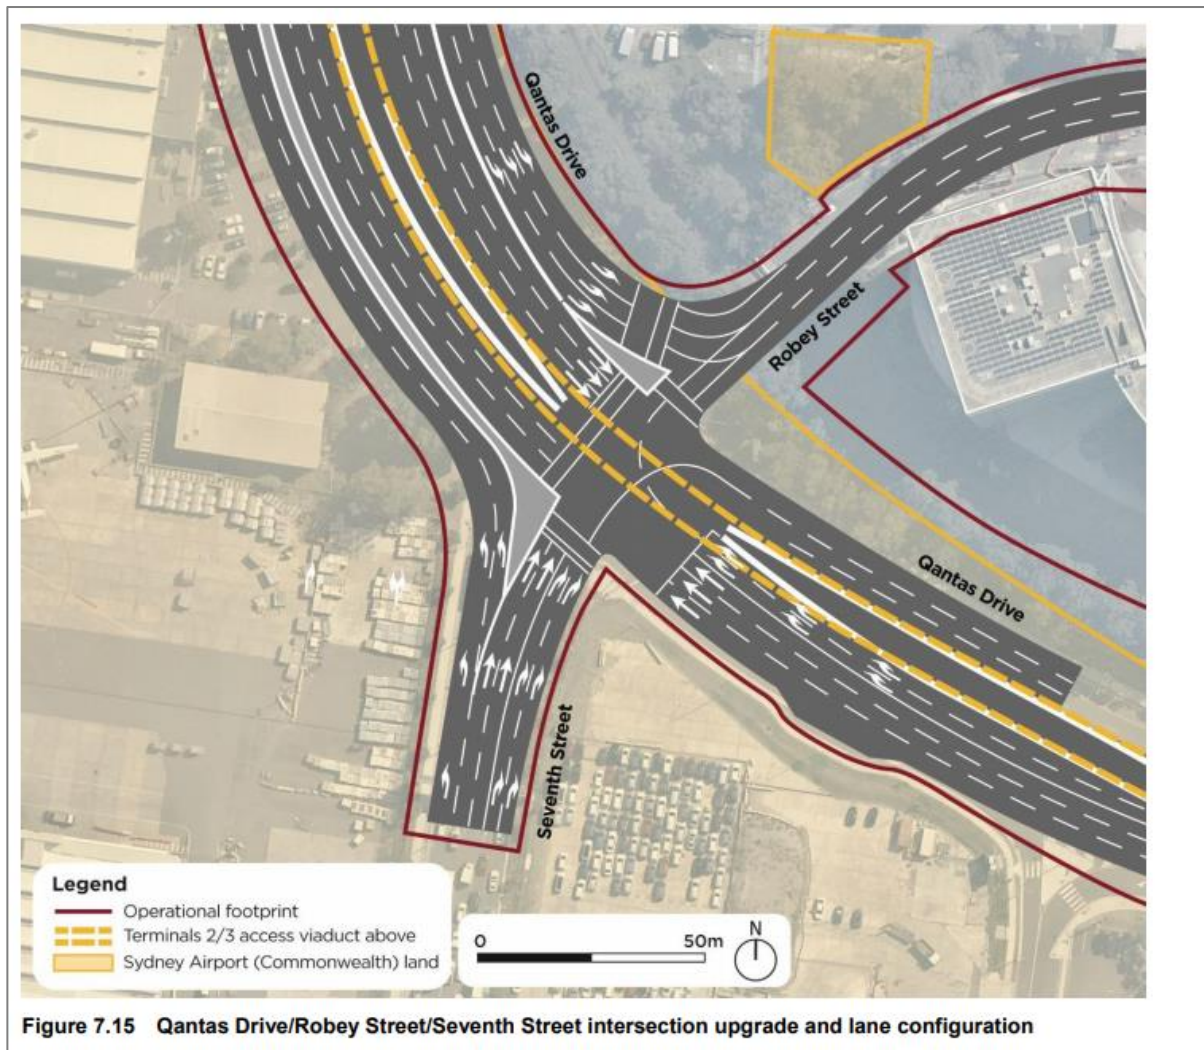 Qantas Drive
Robey Street
Qantas Drive
Seventh Street
Legend
Operational footprint
Terminals 2/3 access viaduct above
Sydney Airport (Commonwealth) land
0 50m
N
Figure 7.15 Qantas Drive/Robey Street/Seventh Street intersection upgrade and lane configuration